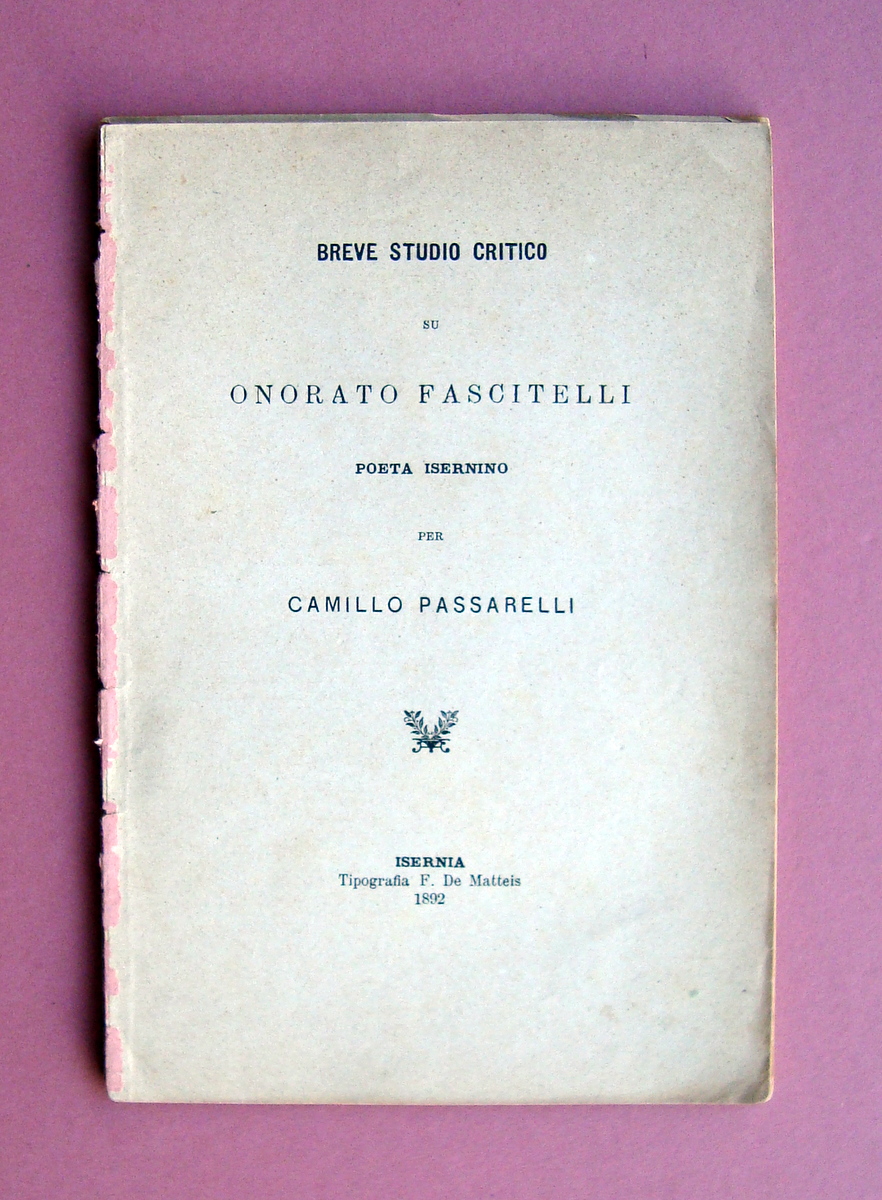 BREVE STUDIO CRITICO
SU
ONORATO FASCITELLI
POETA ISERNINO
PER
CAMILLO PASSARELLI
ISERNIA
Tipografia F. De Matteis
1892